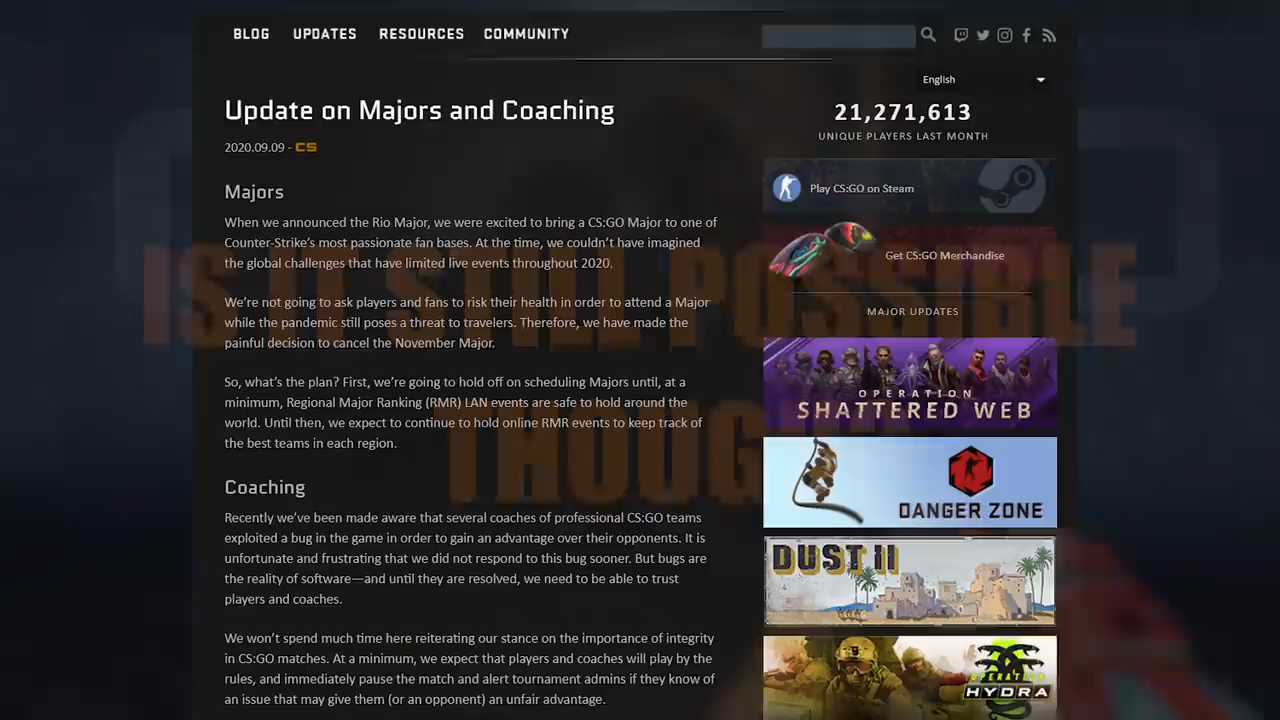 BLOG UPDATES RESOURCES COMMUNITY
English
Update on Majors and Coaching
2020.09.09 - CS
21,271,613
UNIQUE PLAYERS LAST MONTH
Majors
When we announced the Rio Major, we were excited to bring a CS:GO Major to one of
Counter-Strike's most passionate fan bases. At the time, we couldn't have imagined
the global challenges that have limited live events throughout 2020.
We're not going to ask players and fans to risk their health in order to attend a Major
while the pandemic still poses a threat to travelers. Therefore, we have made the
painful decision to cancel the November Major.
So, what's the plan? First, we're going to hold off on scheduling Majors until, at a
minimum, Regional Major Ranking (RMR) LAN events are safe to hold around the
world. Until then, we expect to continue to hold online RMR events to keep track of
the best teams in each region.
Coaching
Recently we've been made aware that several coaches of professional CS:GO teams
exploited a bug in the game in order to gain an advantage over their opponents. It is
unfortunate and frustrating that we did not respond to this bug sooner. But bugs are
the reality of software—and until they are resolved, we need to be able to trust
players and coaches.
We won't spend much time here reiterating our stance on the importance of integrity
in CS:GO matches. At a minimum, we expect that players and coaches will play by the
rules, and immediately pause the match and alert tournament admins if they know of
an issue that may give them (or an opponent) an unfair advantage.
Play CS:GO on Steam
Get CS:GO Merchandise
MAJOR UPDATES
OPERATION
SHATTERED WEB
DANGER ZONE
DUST II
OPERATION
HYDRA
IS IT STILL POSSIBLE